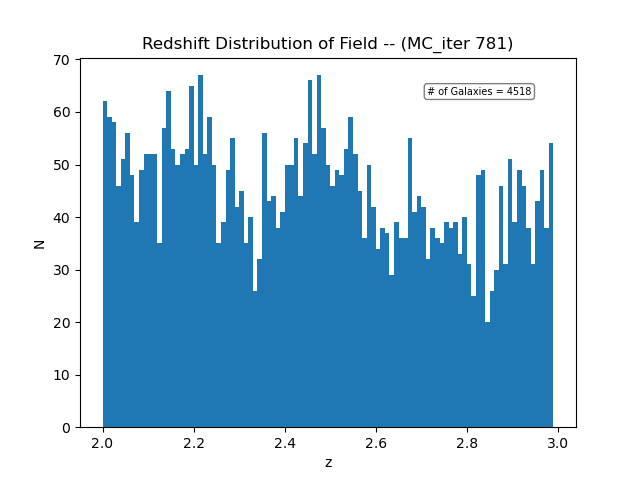 Redshift Distribution of Field -- (MC_iter 781)
70
# of Galaxies = 4518
60
50
40
N
30
20
10
0
2.0 2.2 2.4 2.6 2.8 3.0
z